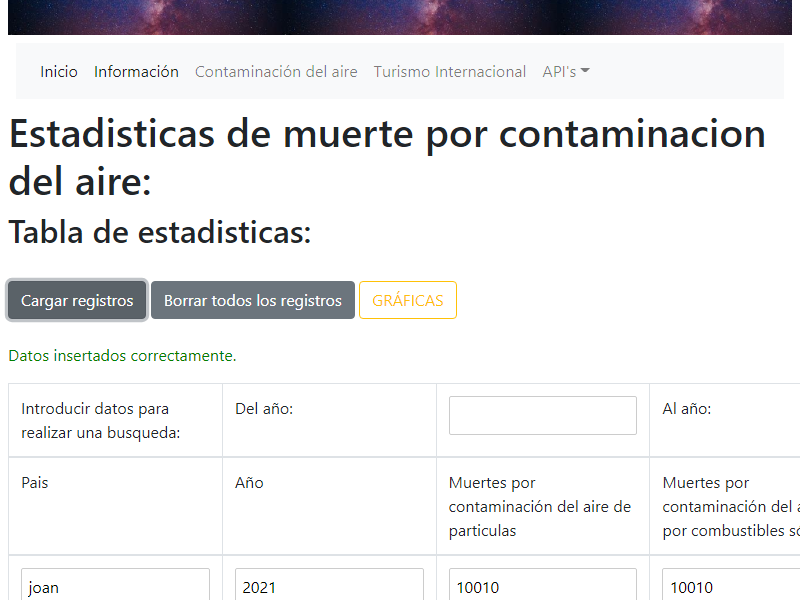 Inicio Información Contaminación del aire Turismo Internacional API's
Estadisticas de muerte por contaminacion
del aire:
Tabla de estadisticas:
Cargar registros Borrar todos los registros GRÁFICAS
Datos insertados correctamente.
Introducir datos para
realizar una busqueda:
Del año:
Al año:
Pais
Año
Muertes por
contaminación del aire de
particulas
Muertes por
contaminación del
por combustibles
joan
2021
10010
10010